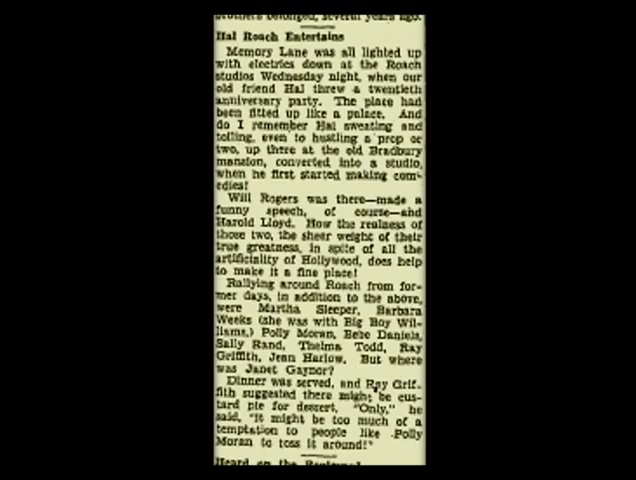 brothers belonged, several years ago.
Hal Roach Entertains
Memory Lane was all lighted up
with electrics down at the Roach
studios Wednesday night, when our
old friend Hal threw a twentieth
anniversary party. The place had
been fitted up like a palace. And
do I remember Hal sweating and
toiling, even to hustling a prop or
two, up there at the old Bradbury
mansion, converted into a studio,
when he first started making com-
edies!
Will Rogers was there—made a
funny speech, of course—and
Harold Lloyd. How the realness of
those two, the sheer weight of their
true greatness, in spite of all the
artificiality of Hollywood, does help
to make it a fine place!
Rallying around Roach from for-
mer days, in addition to the above,
were Martha Sleeper, Barbara
Weeks (she was with Big Boy Wil-
liams,) Polly Moran, Bebe Daniels,
Sally Rand, Thelma Todd, Ray
Griffith, Jean Harlow. But where
was Janet Gaynor?
Dinner was served, and Ray Grif-
fith suggested there might be cus-
tard pie for dessert. "Only," he
said, "it might be too much of a
temptation to people like Polly
Moran to toss it around!"
Heard on the